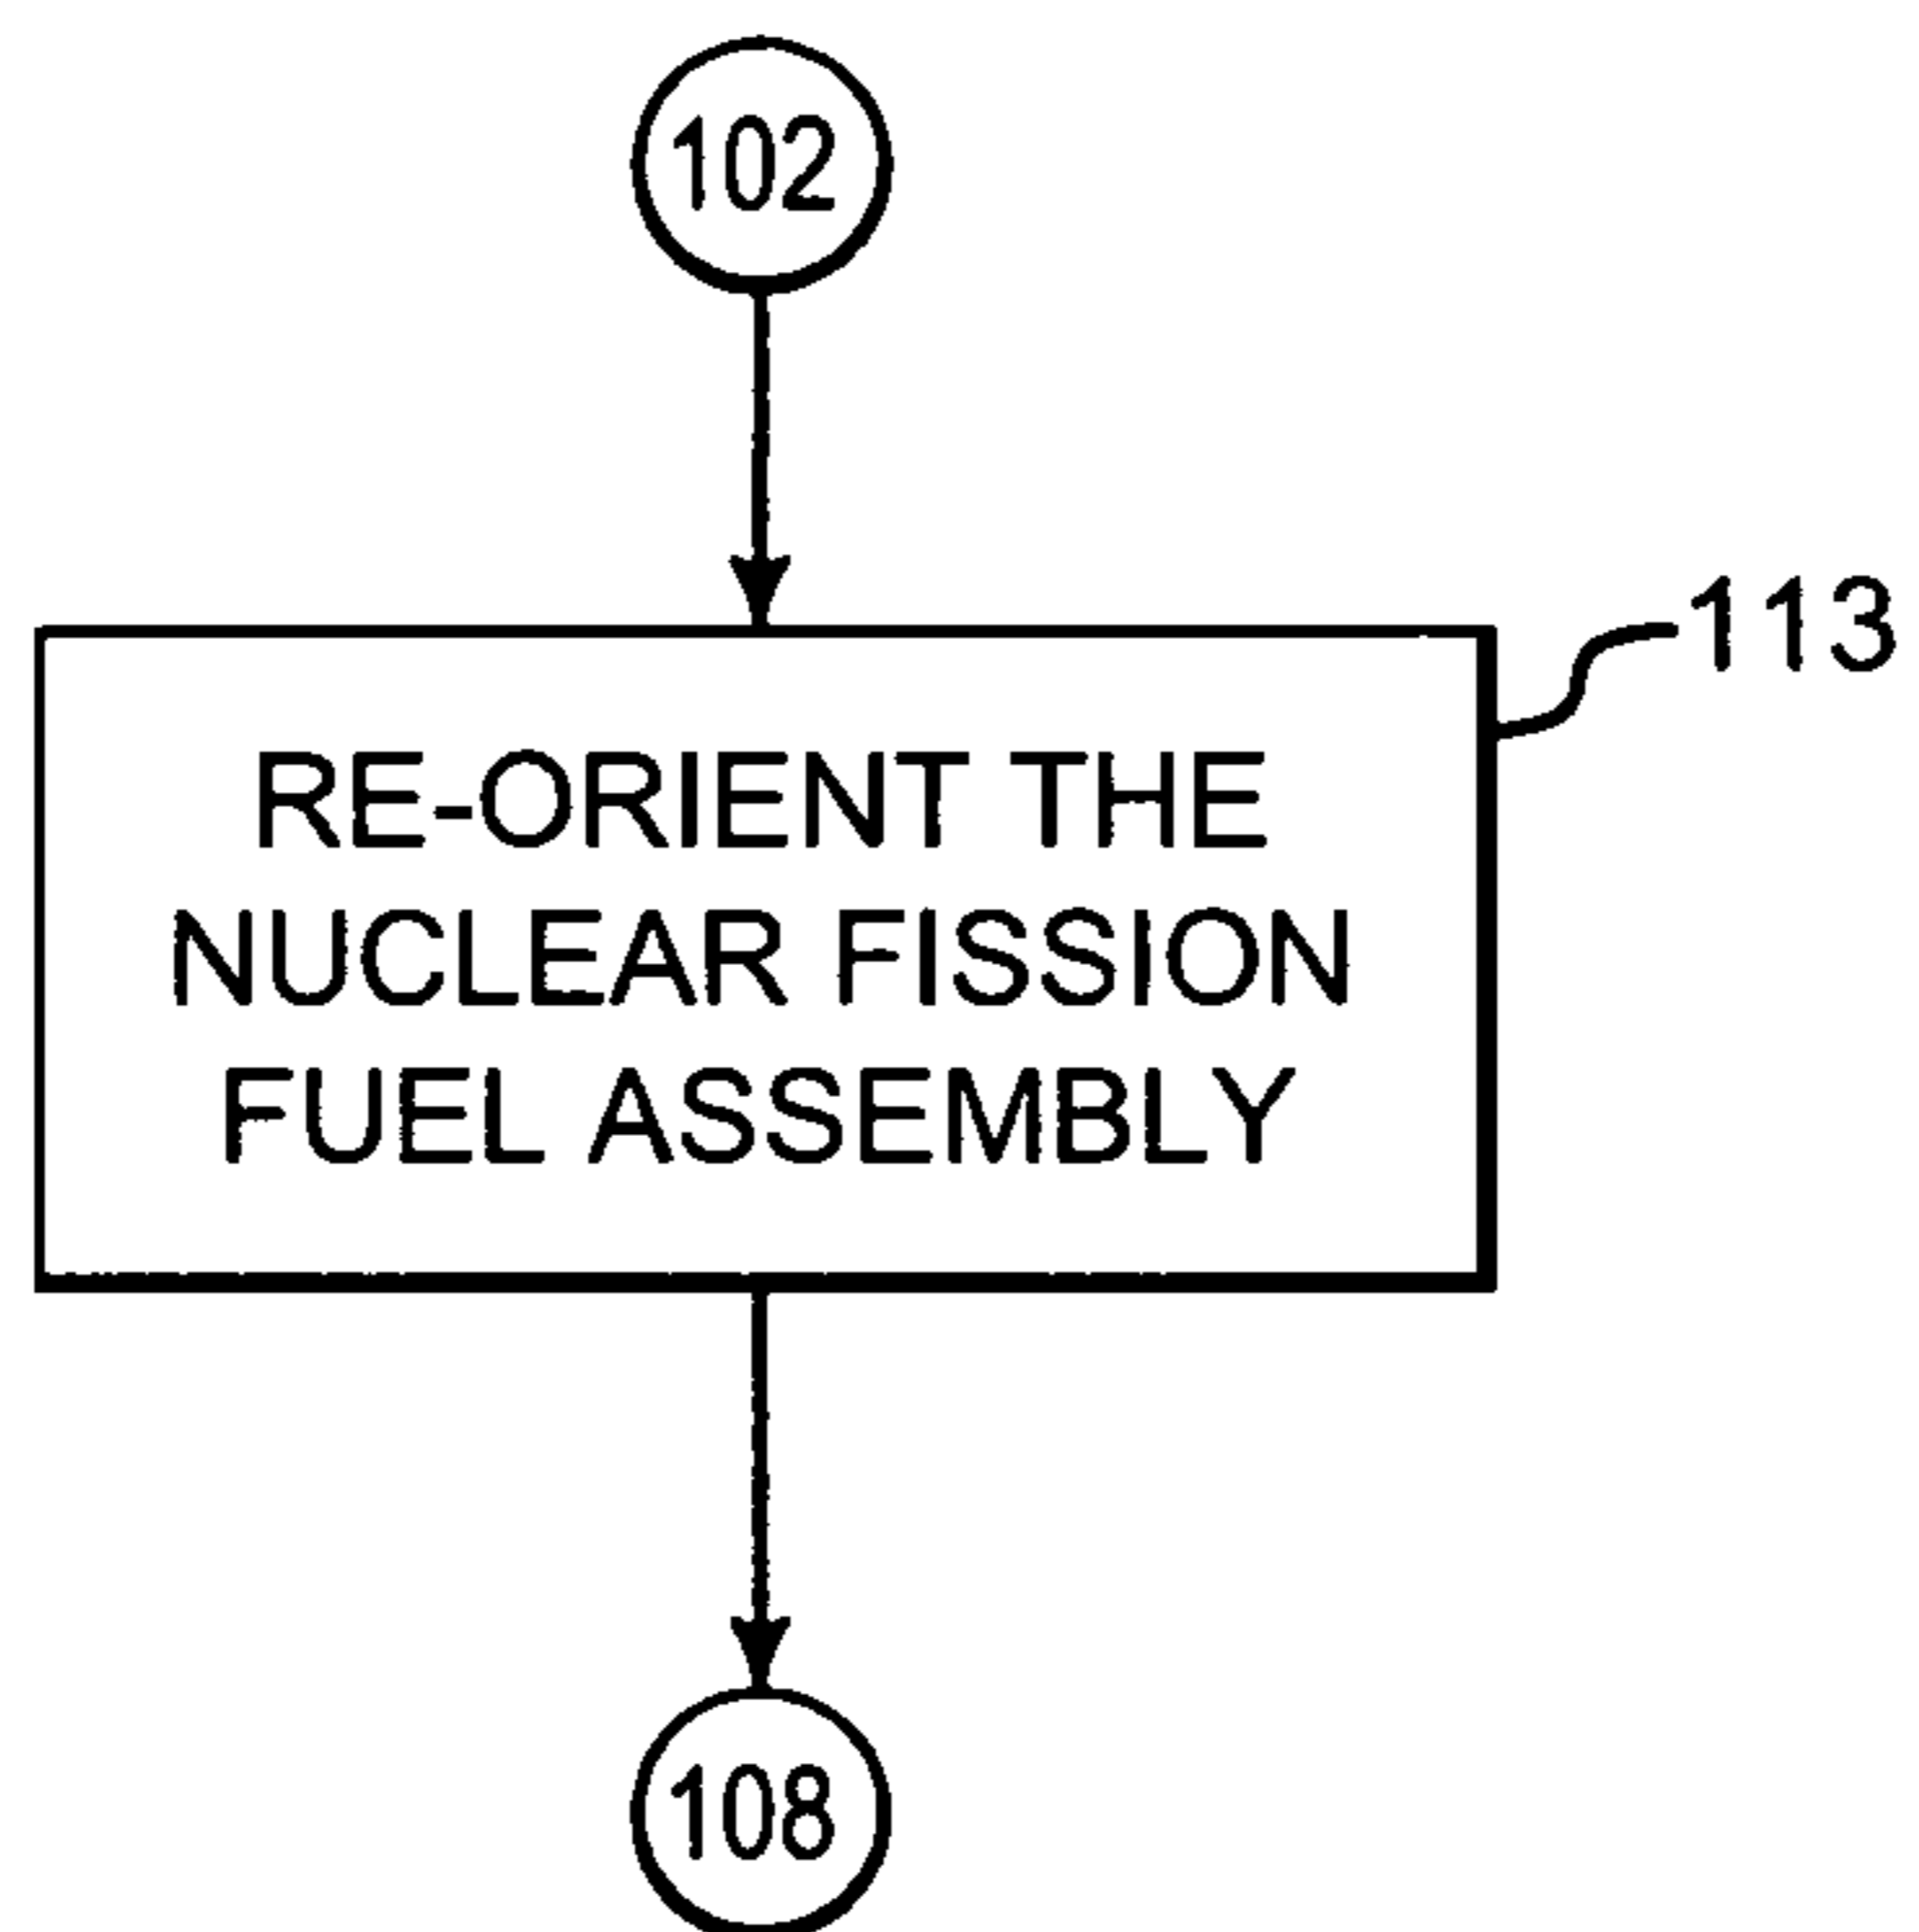 102
113
RE-ORIENT THE
NUCLEAR FISSION
FUEL ASSEMBLY
108